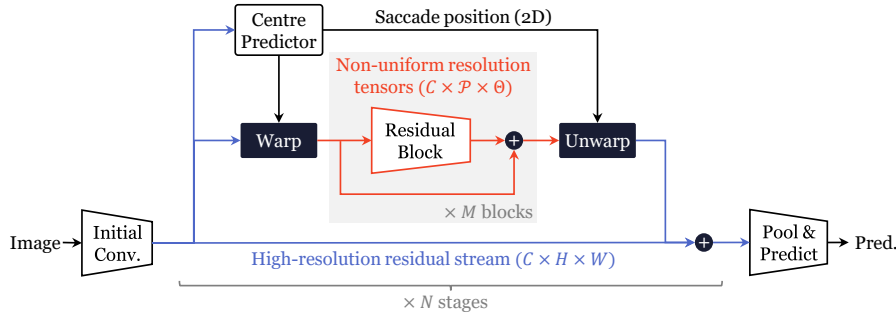 Centre
Predictor
Saccade position (2D)
Non-uniform resolution
tensors (C × 𝒫 × Θ)
Warp
Residual
Block
+
Unwarp
× M blocks
Image
Initial
Conv.
High-resolution residual stream (C × H × W)
+
Pool &
Predict
Pred.
× N stages